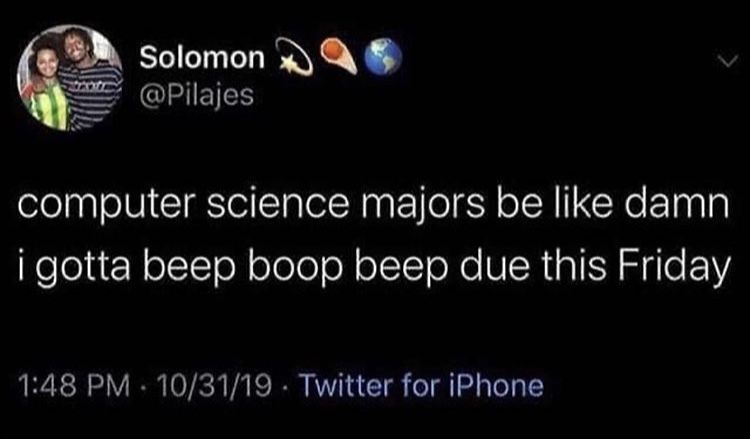 Solomon 💫☄️🌎
@Pilajes
computer science majors be like damn
i gotta beep boop beep due this Friday
1:48 PM · 10/31/19 · Twitter for iPhone